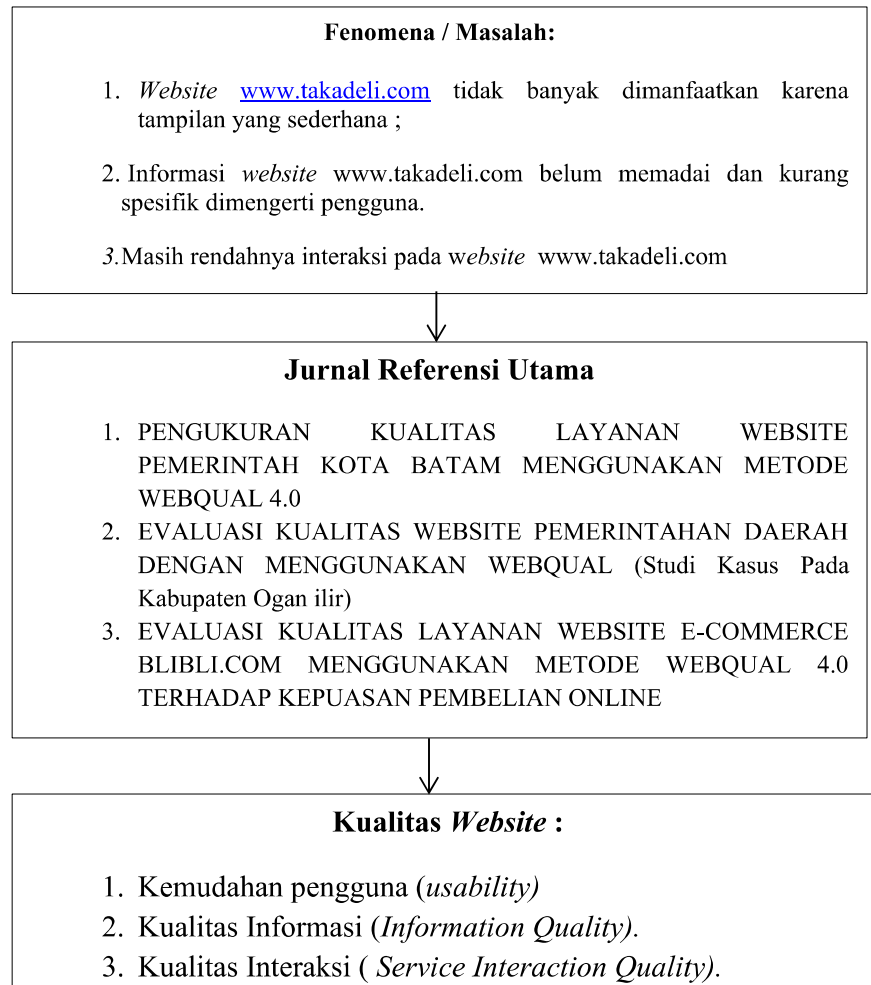 Fenomena / Masalah:
1. Website www.takadeli.com tidak banyak dimanfaatkan karena
tampilan yang sederhana ;
2. Informasi website www.takadeli.com belum memadai dan kurang
spesifik dimengerti pengguna.
3.Masih rendahnya interaksi pada website www.takadeli.com
Jurnal Referensi Utama
1. PENGUKURAN KUALITAS LAYANAN WEBSITE
PEMERINTAH KOTA BATAM MENGGUNAKAN METODE
WEBQUAL 4.0
2. EVALUASI KUALITAS WEBSITE PEMERINTAHAN DAERAH
DENGAN MENGGUNAKAN WEBQUAL (Studi Kasus Pada
Kabupaten Ogan ilir)
3. EVALUASI KUALITAS LAYANAN WEBSITE E-COMMERCE
BLIBLI.COM MENGGUNAKAN METODE WEBQUAL 4.0
TERHADAP KEPUASAN PEMBELIAN ONLINE
Kualitas Website :
1. Kemudahan pengguna (usability)
2. Kualitas Informasi (Information Quality).
3. Kualitas Interaksi ( Service Interaction Quality).